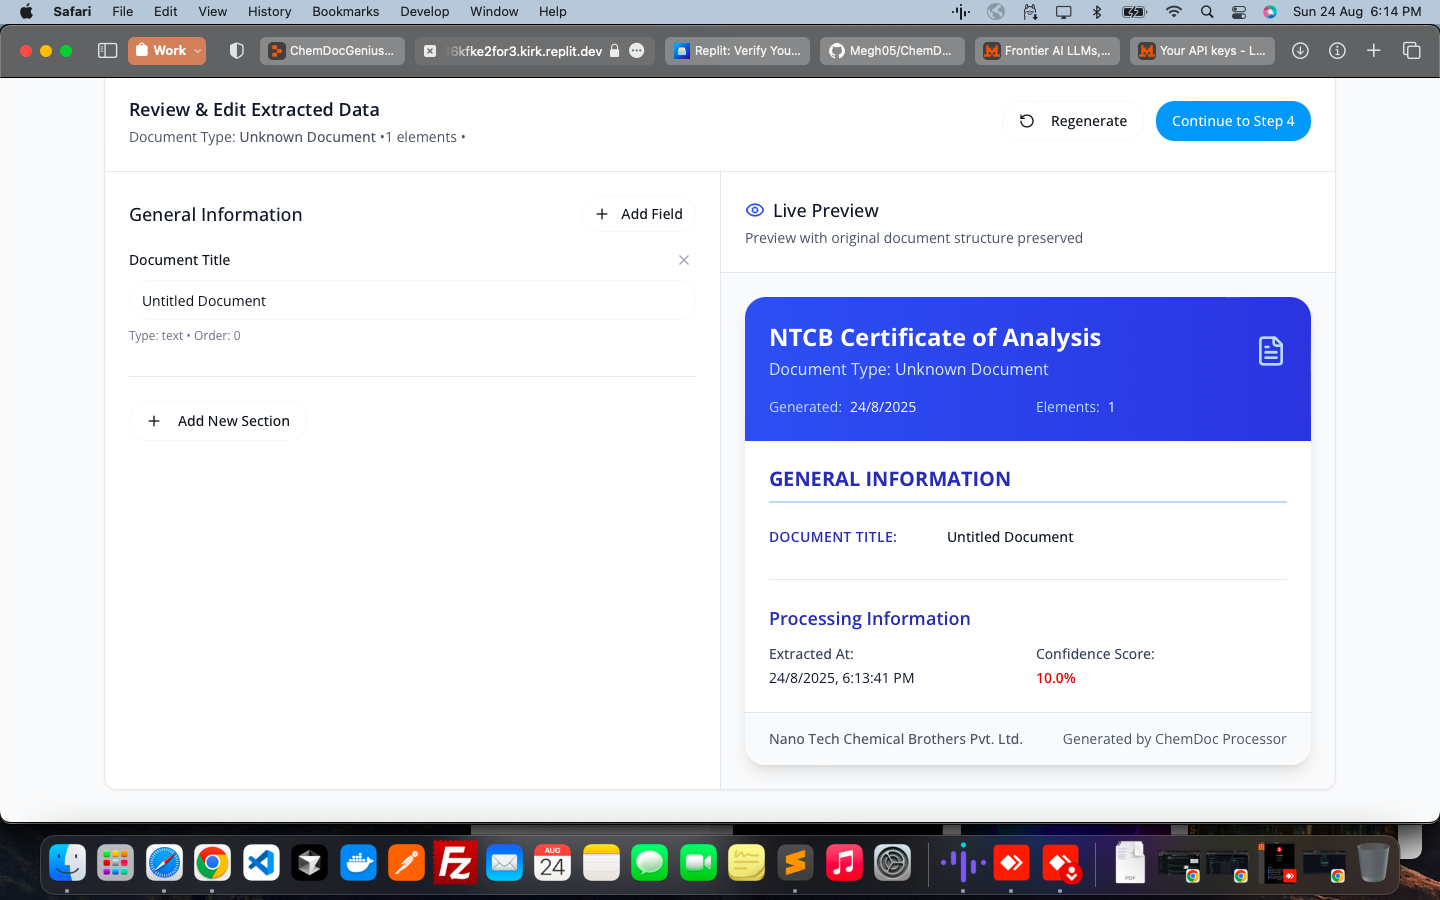 Safari File Edit View History Bookmarks Develop Window Help Sun 24 Aug 6:14 PM
Work ChemDocGenius... 6kfke2for3.kirk.replit.dev Replit: Verify You... Megh05/ChemD... Frontier AI LLMs,... Your API keys - L...
Review & Edit Extracted Data
Document Type: Unknown Document •1 elements •
Regenerate
Continue to Step 4
General Information
Add Field
Document Title
Untitled Document
Type: text • Order: 0
Add New Section
Live Preview
Preview with original document structure preserved
NTCB Certificate of Analysis
Document Type: Unknown Document
Generated: 24/8/2025 Elements: 1
GENERAL INFORMATION
DOCUMENT TITLE: Untitled Document
Processing Information
Extracted At: Confidence Score:
24/8/2025, 6:13:41 PM 10.0%
Nano Tech Chemical Brothers Pvt. Ltd. Generated by ChemDoc Processor
Fz
AUG
24
PDF